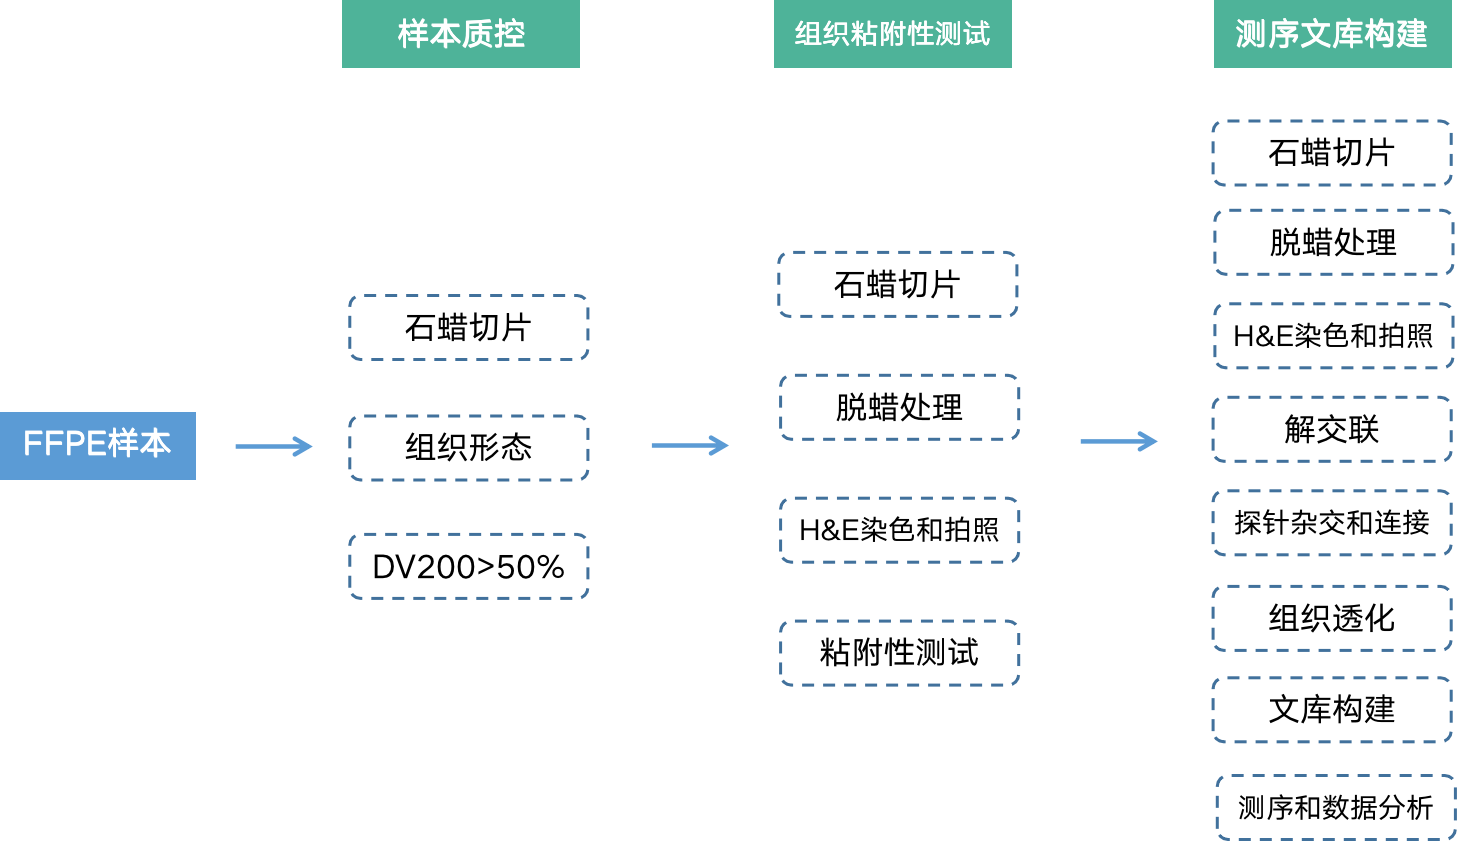 样本质控
组织粘附性测试
测序文库构建
FFPE样本
石蜡切片
组织形态
DV200>50%
石蜡切片
脱蜡处理
H&E染色和拍照
粘附性测试
石蜡切片
脱蜡处理
H&E染色和拍照
解交联
探针杂交和连接
组织透化
文库构建
测序和数据分析